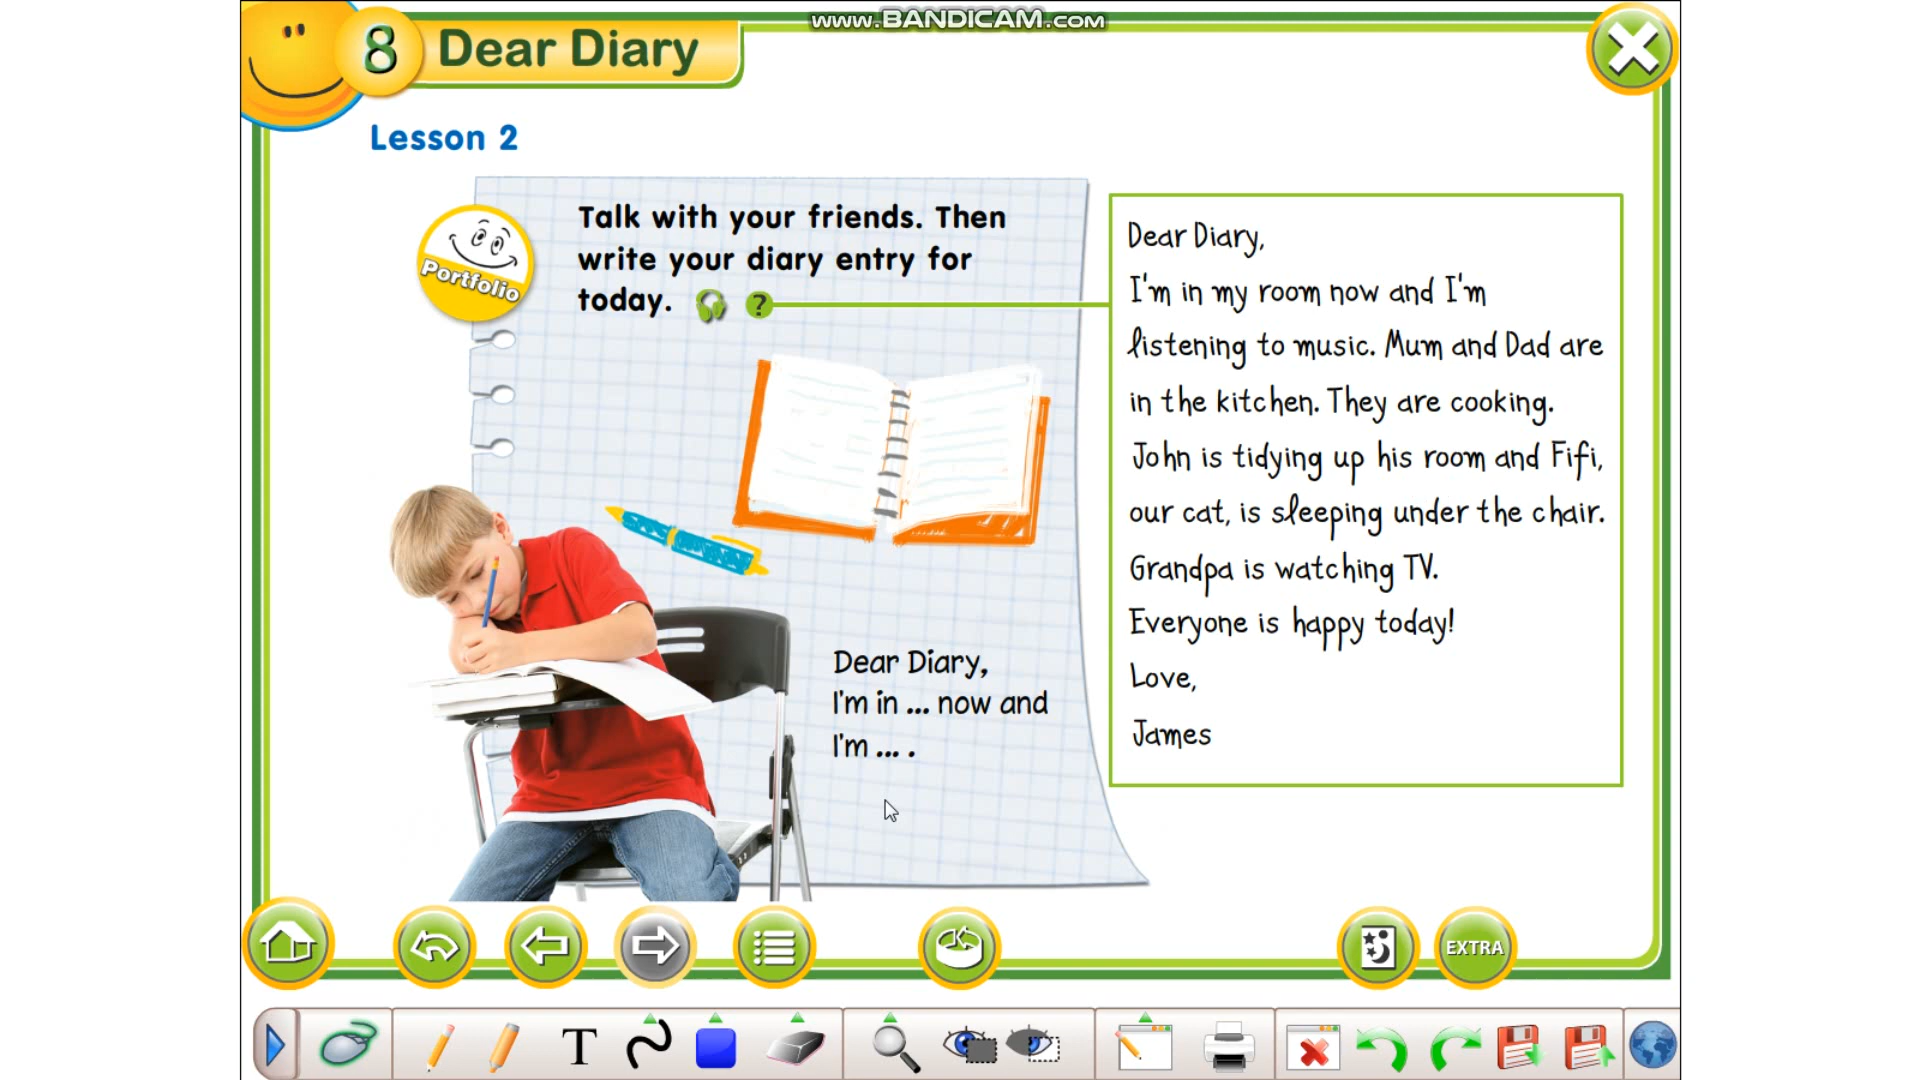 www.BANDICAM.com
8 Dear Diary
Lesson 2
Portfolio
Talk with your friends. Then
write your diary entry for
today.
?
Dear Diary,
I'm in ... now and
I'm ... .
Dear Diary,
I'm in my room now and I'm
listening to music. Mum and Dad are
in the kitchen. They are cooking.
John is tidying up his room and Fifi,
our cat, is sleeping under the chair.
Grandpa is watching TV.
Everyone is happy today!
Love,
James
EXTRA
T